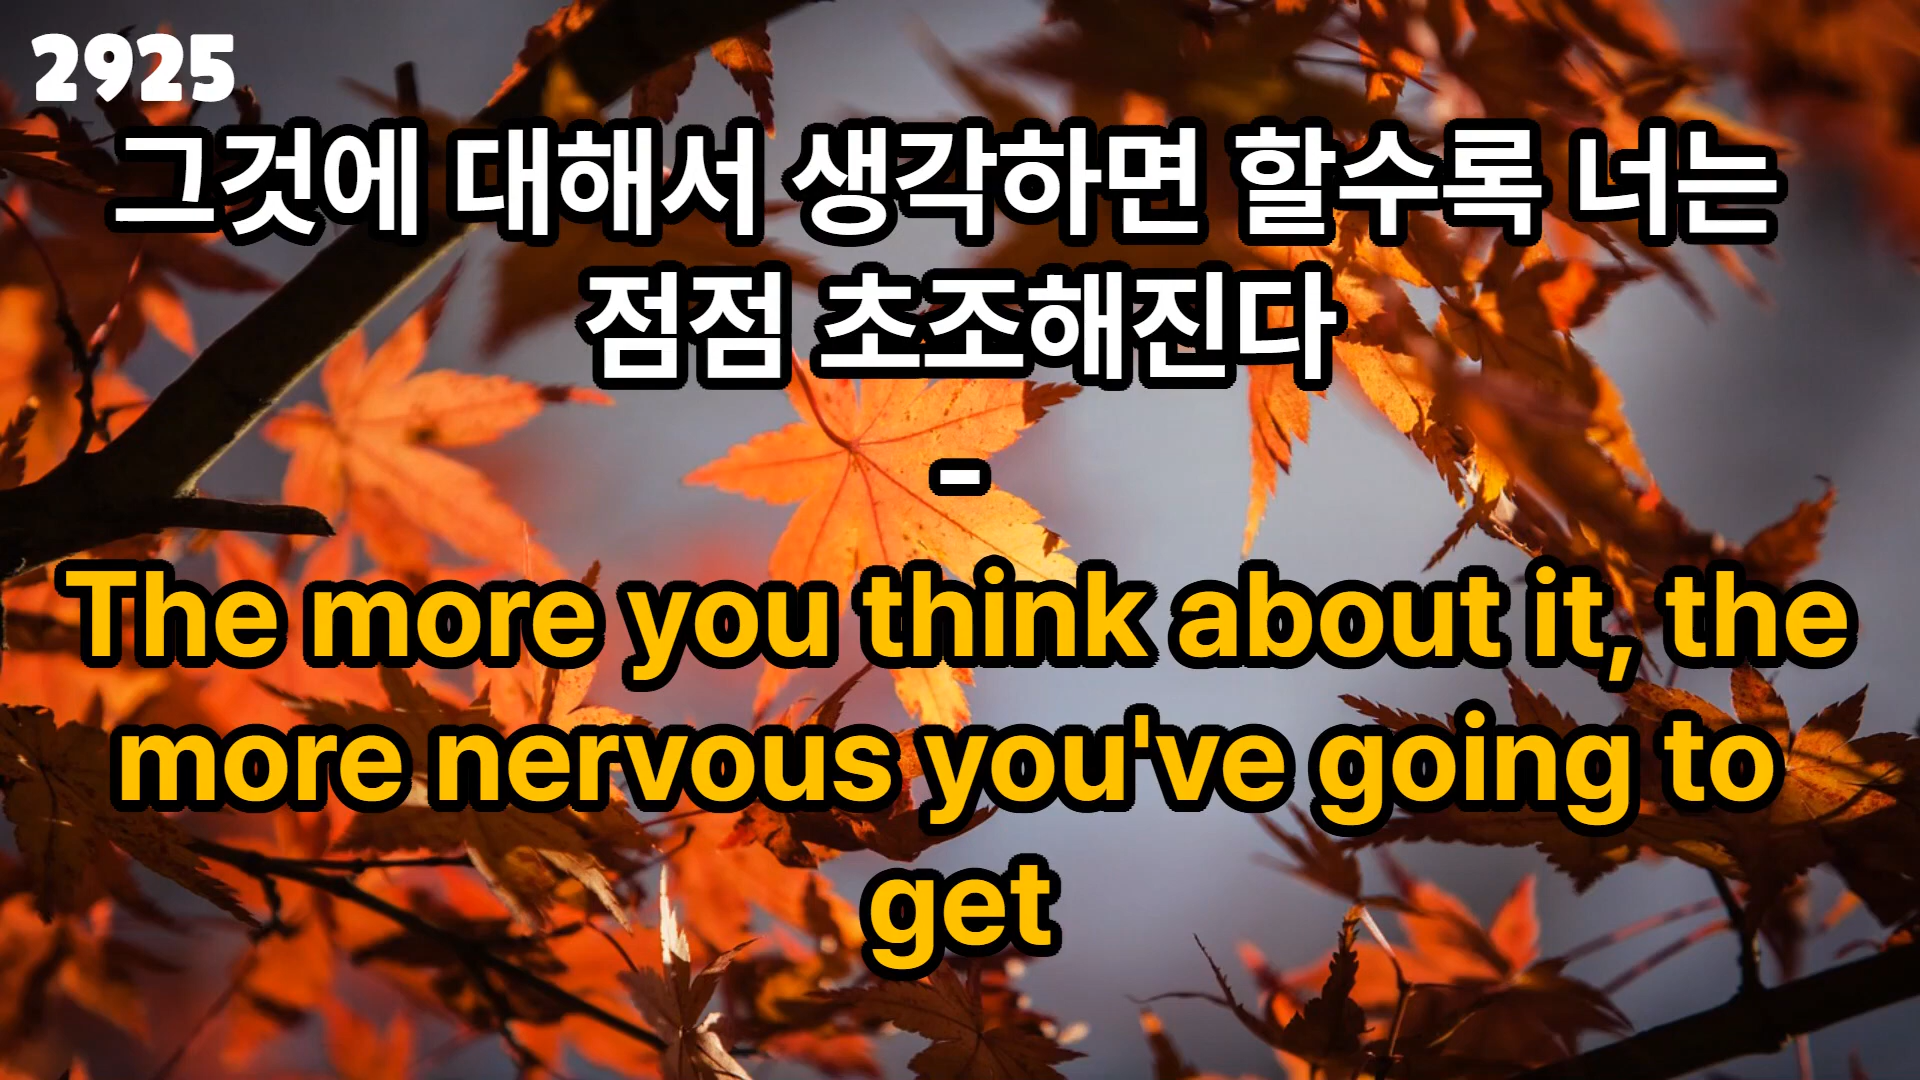 2925
그것에 대해서 생각하면 할수록 너는
점점 초조해진다
-
The more you think about it, the
more nervous you've going to
get